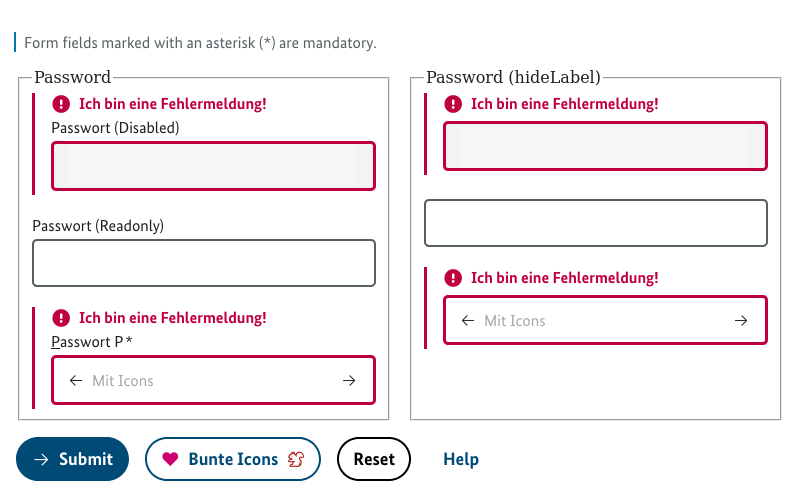 Form fields marked with an asterisk (*) are mandatory.
Password
Ich bin eine Fehlermeldung!
Passwort (Disabled)
Passwort (Readonly)
Ich bin eine Fehlermeldung!
Passwort P*
← Mit Icons →
Password (hideLabel)
Ich bin eine Fehlermeldung!
Ich bin eine Fehlermeldung!
← Mit Icons →
→ Submit
Bunte Icons
Reset
Help